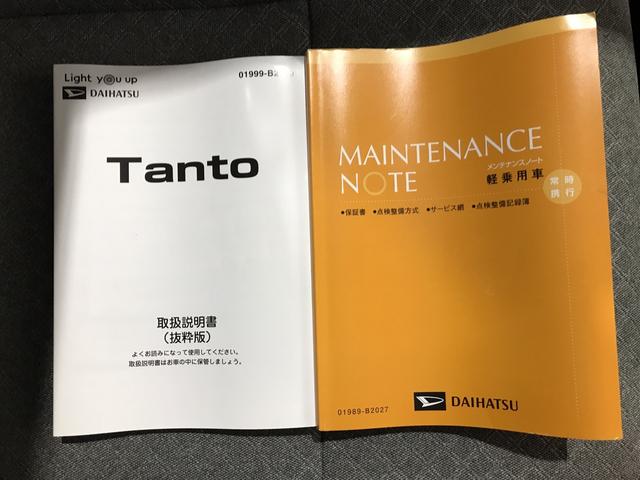 Light y@u up
01999-B2
DAIHATSU
Tanto
取扱説明書
(抜粋版)
よくお読みになって使用してください。
取扱説明書はお車の中に保管しましょう。
MAINTENANCE
NOTE
メンテナンスノート
軽乗用車
常時
携行
●保証書 ●点検整備方式 ●サービス網 ●点検整備記録簿
01989-B2027
DAIHATSU